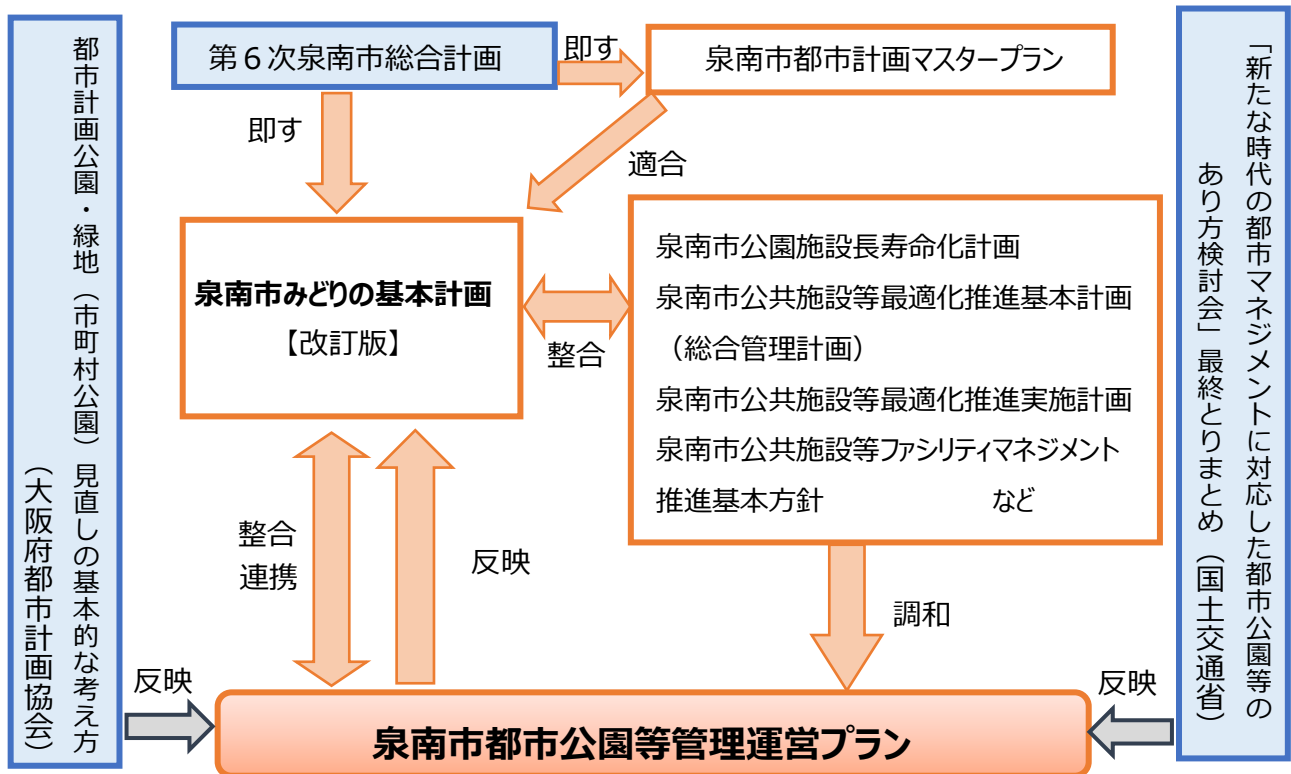 第６次泉南市総合計画
即す
泉南市都市計画マスタープラン
即す
適合
都市計画公園・緑地（市町村公園）見直しの基本的な考え方
（大阪府都市計画協会）
「新たな時代の都市マネジメントに対応した都市公園等の
あり方検討会」最終とりまとめ（国土交通省）
泉南市みどりの基本計画
【改訂版】
整合
泉南市公園施設長寿命化計画
泉南市公共施設等最適化推進基本計画
（総合管理計画）
泉南市公共施設等最適化推進実施計画
泉南市公共施設等ファシリティマネジメント
推進基本方針　　　　　　など
整合
連携
反映
調和
反映
反映
泉南市都市公園等管理運営プラン